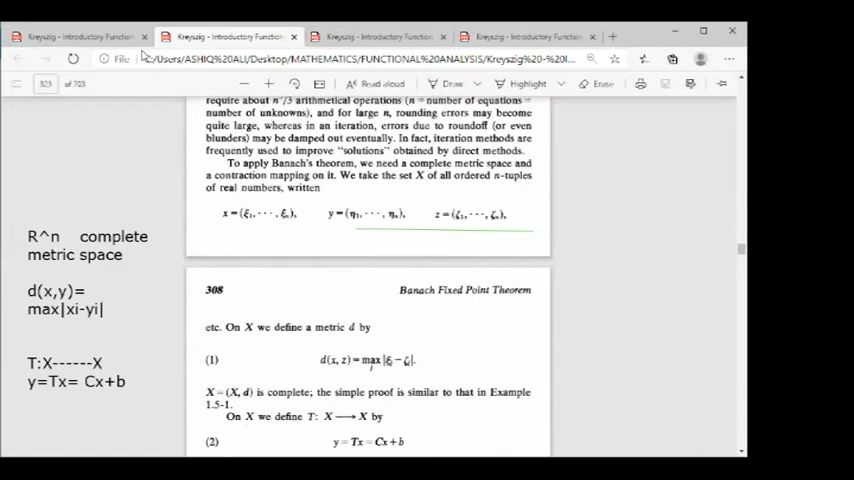 Kreyszig - Introductory Function
Kreyszig - Introductory Function
Kreyszig - Introductory Function
Kreyszig - Introductory Function
File C:/Users/ASHIQ%20ALI/Desktop/MATHEMATICS/FUNCTIONAL%20ANALYSIS/Kreyszig%20-%20I...
323 of 703 Read aloud Draw Highlight Erase
require about n³/3 arithmetical operations (n = number of equations =
number of unknowns), and for large n, rounding errors may become
quite large, whereas in an iteration, errors due to roundoff (or even
blunders) may be damped out eventually. In fact, iteration methods are
frequently used to improve “solutions” obtained by direct methods.
To apply Banach's theorem, we need a complete metric space and
a contraction mapping on it. We take the set X of all ordered n-tuples
of real numbers, written
x = (ξ₁, · · · , ξₙ), y = (η₁, · · · , ηₙ), z = (ζ₁, · · · , ζₙ),
R^n complete
metric space
d(x,y)=
max|xi-yi|
T:X------X
y=Tx= Cx+b
308 Banach Fixed Point Theorem
etc. On X we define a metric d by
(1) d(x, z) = max |ξⱼ − ζⱼ|.
j
X = (X, d) is complete; the simple proof is similar to that in Example
1.5-1.
On X we define T: X ⟶ X by
(2) y = Tx = Cx + b